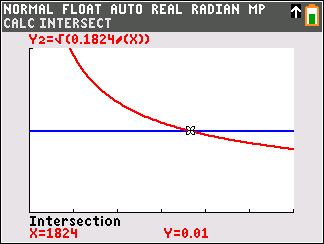 NORMAL FLOAT AUTO REAL RADIAN MP
CALC INTERSECT
Y₂=√(0.1824/(X))
Intersection
X=1824 Y=0.01